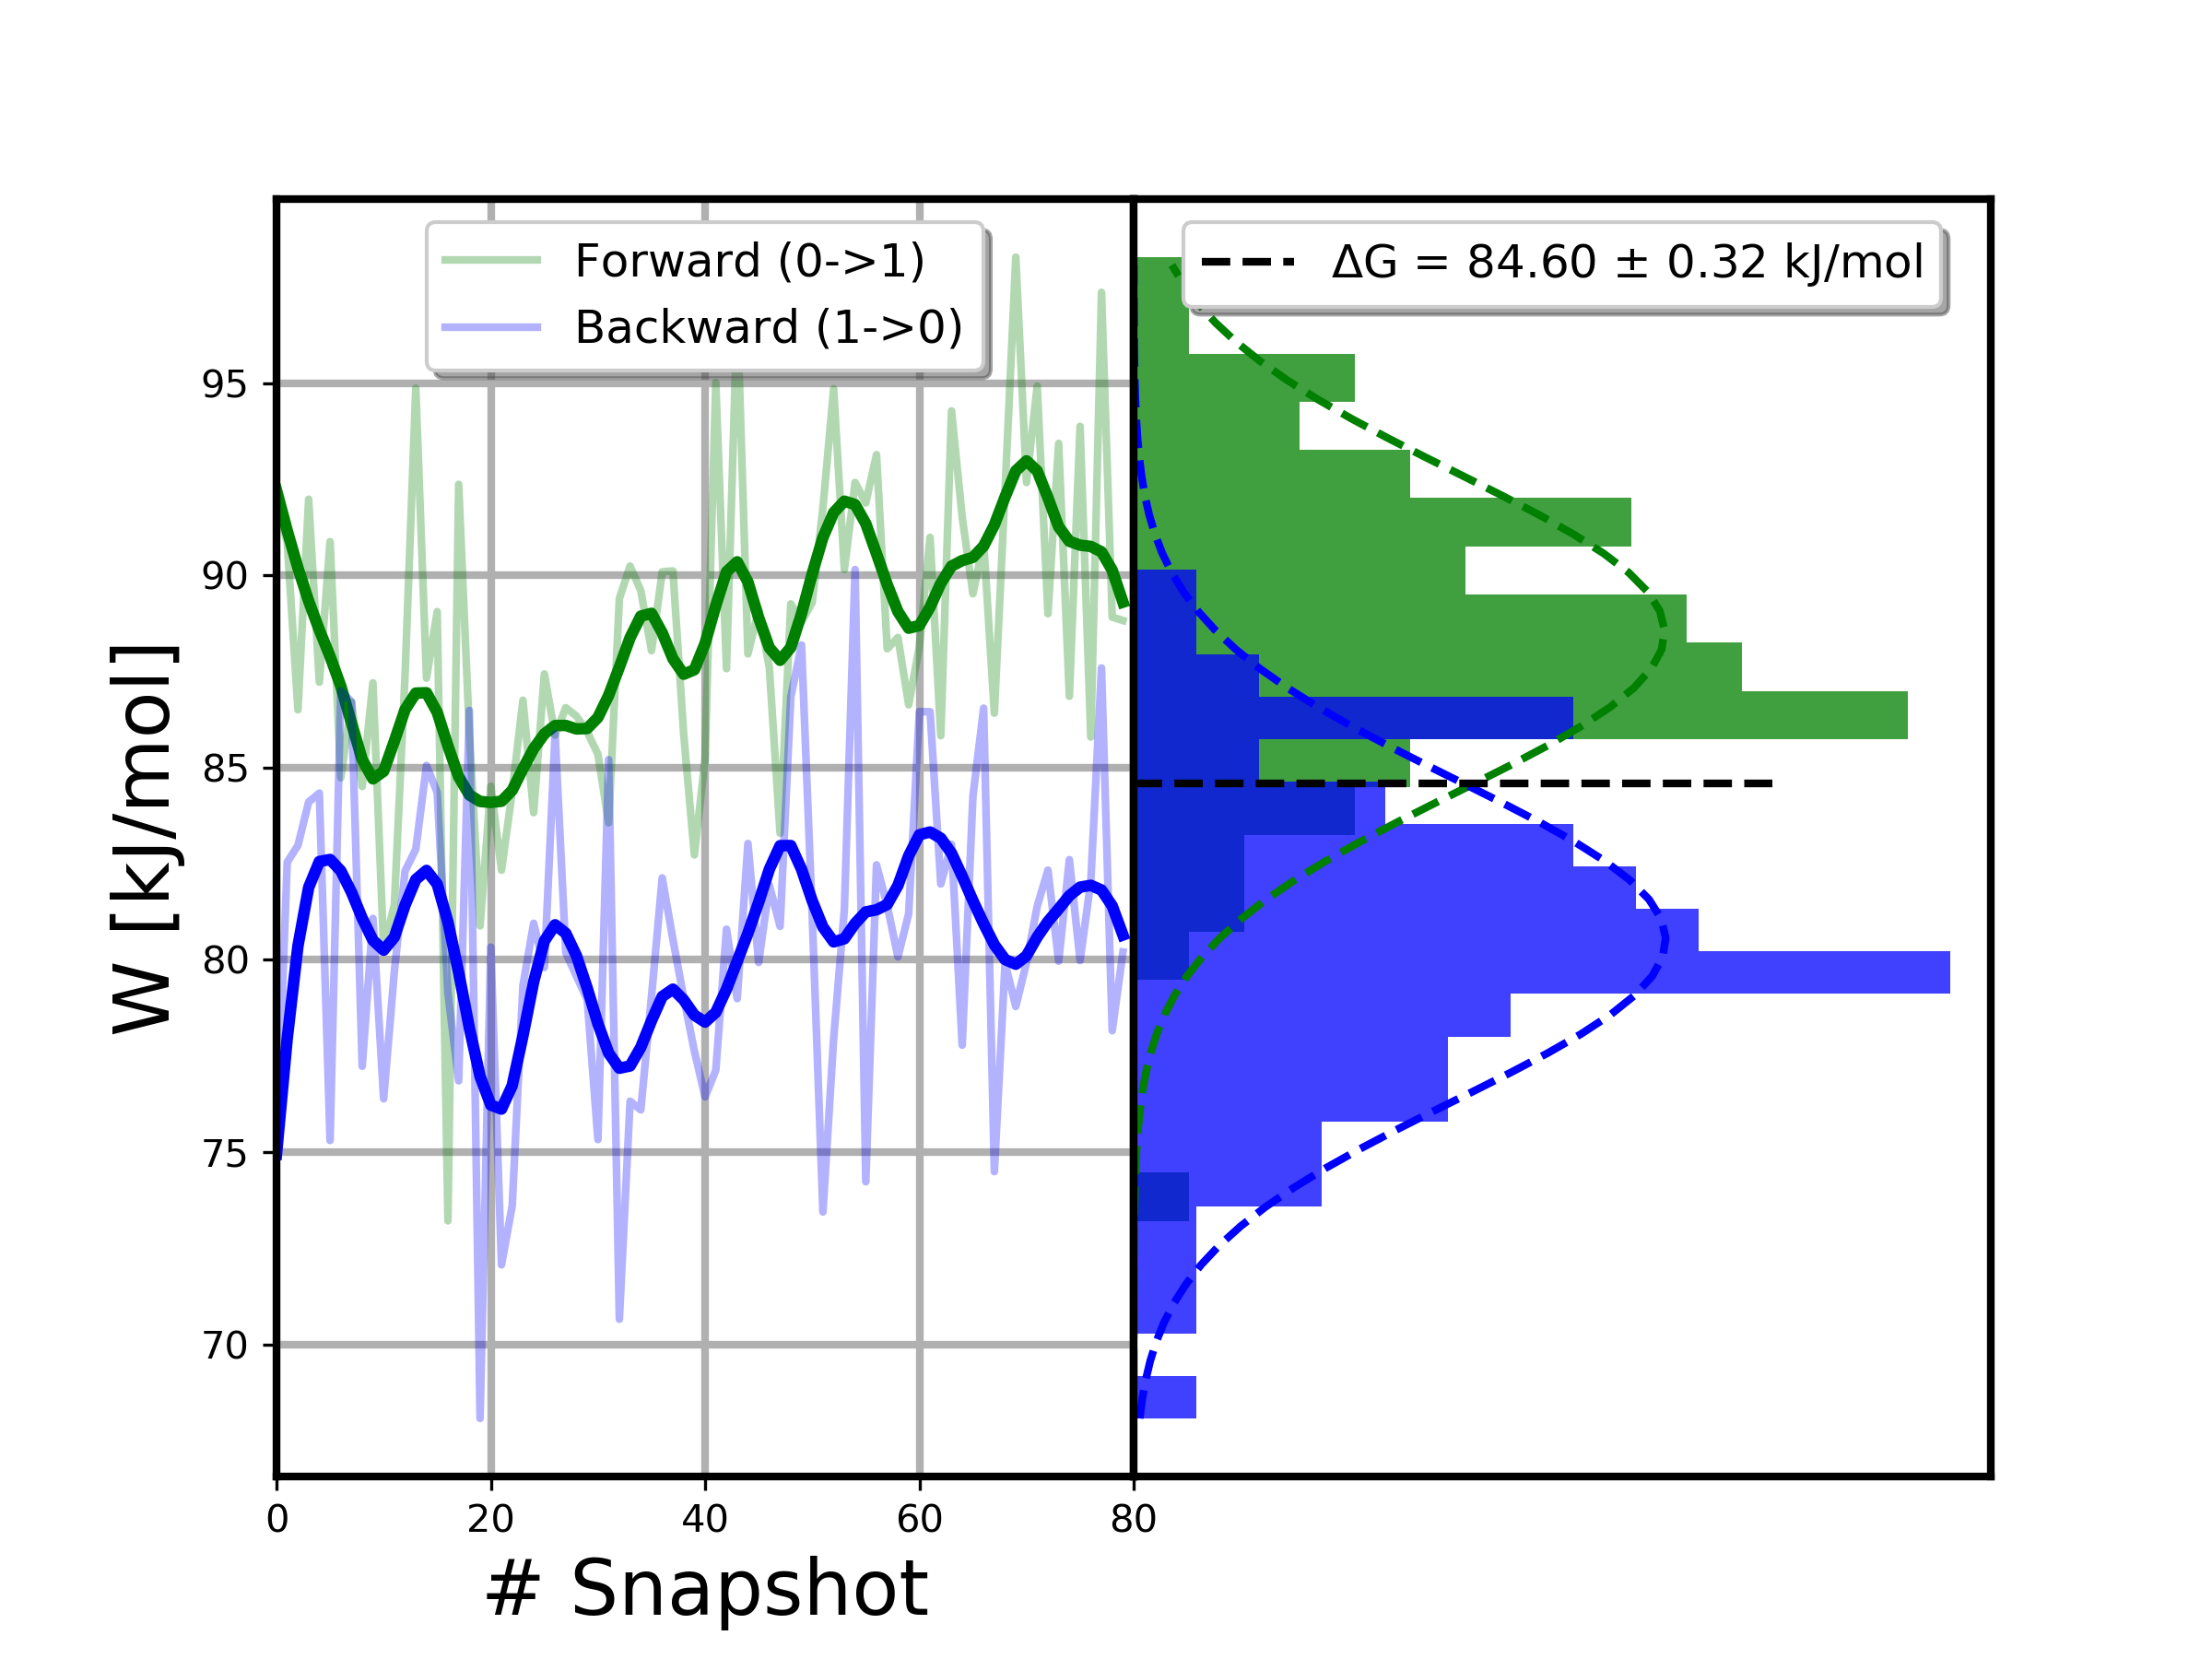 Forward (0->1)
Backward (1->0)
ΔG = 84.60 ± 0.32 kJ/mol
W [kJ/mol]
95
90
85
80
75
70
0 20 40 60 80
# Snapshot